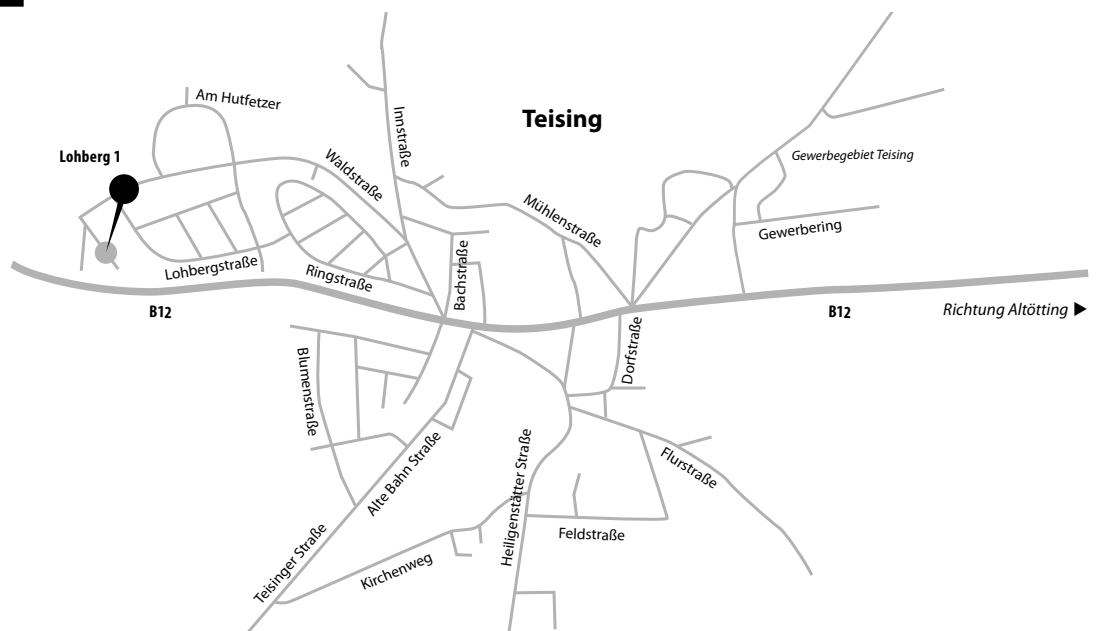 Am Hutfetzer
Teising
Innstraße
Lohberg 1
Waldstraße
Gewerbegebiet Teising
Mühlenstraße
Gewerbering
Lohbergstraße
Ringstraße
Bachstraße
B12
B12
Richtung Altötting
Dorfstraße
Blumenstraße
Alte Bahn Straße
Heiligenstätter Straße
Flurstraße
Feldstraße
Teisinger Straße
Kirchenweg